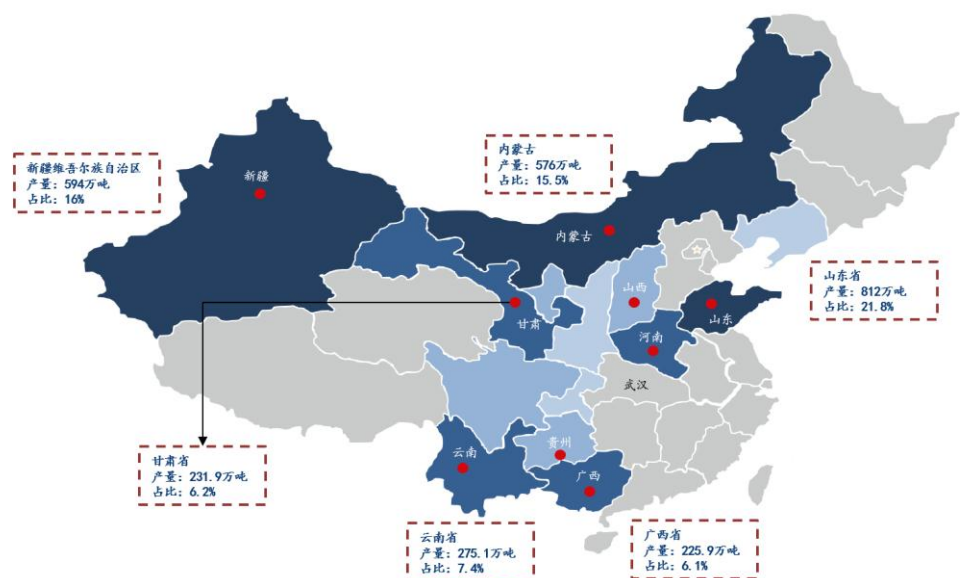 新疆维吾尔族自治区
产量：594万吨
占比：16%
新疆
内蒙古
产量：576万吨
占比：15.5%
内蒙古
山东省
产量：812万吨
占比：21.8%
山西
山东
甘肃
河南
武汉
甘肃省
产量：231.9万吨
占比：6.2%
云南
贵州
广西
云南省
产量：275.1万吨
占比：7.4%
广西省
产量：225.9万吨
占比：6.1%